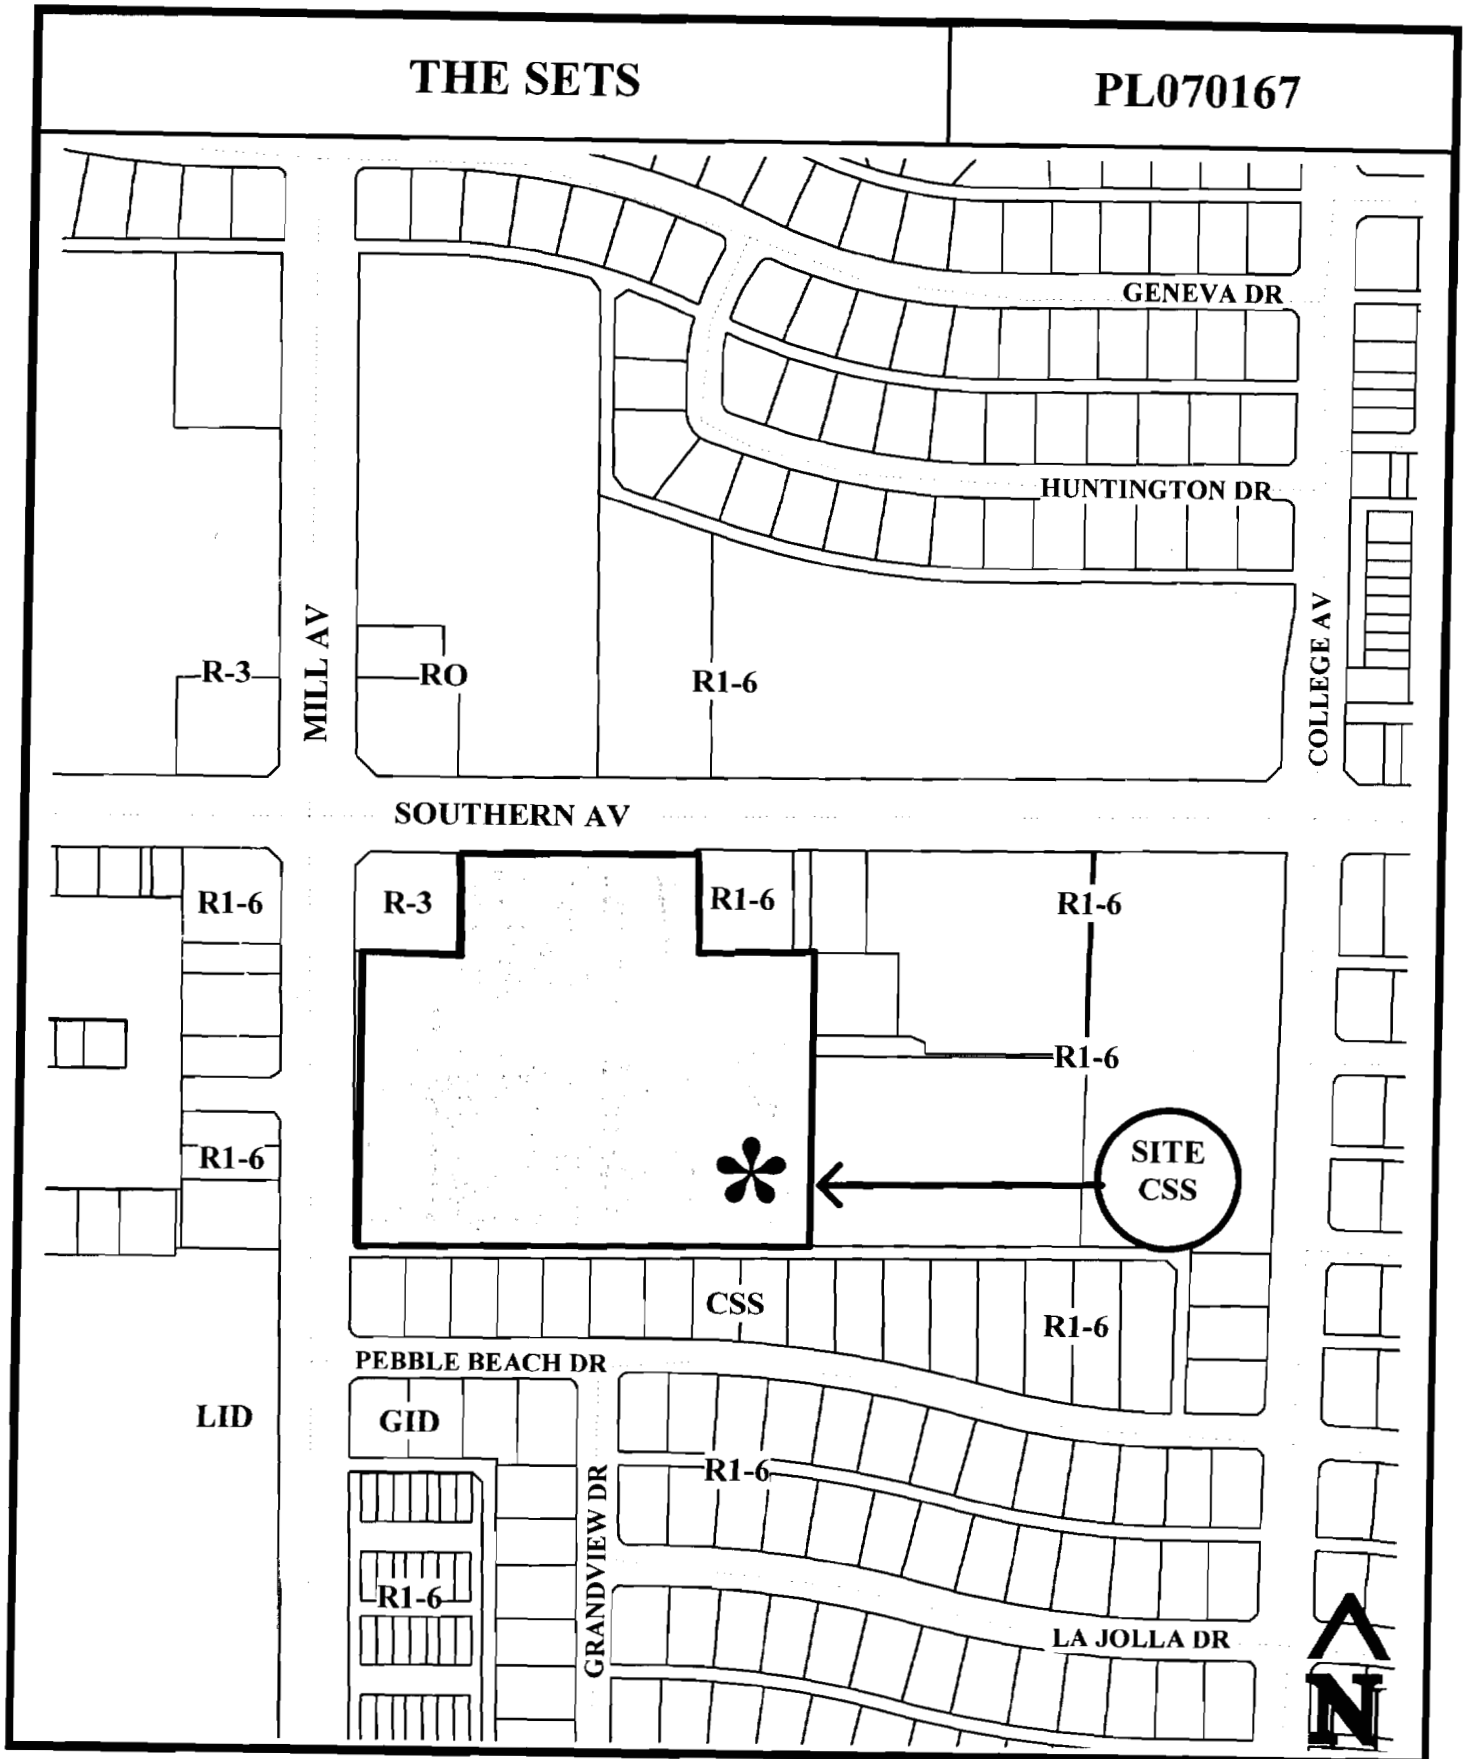 THE SETS
PL070167
GENEVA DR
HUNTINGTON DR
MILL AV
COLLEGE AV
R-3
RO
R1-6
SOUTHERN AV
R1-6
R-3
R1-6
R1-6
R1-6
R1-6
SITE
CSS
CSS
R1-6
PEBBLE BEACH DR
LID
GID
R1-6
GRANDVIEW DR
R1-6
LA JOLLA DR
N